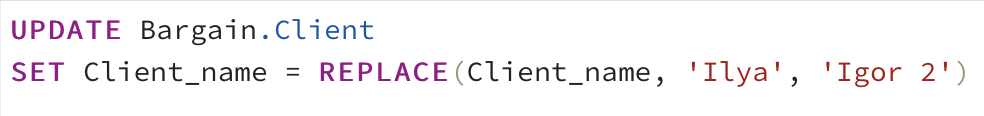 UPDATE Bargain.Client
SET Client_name = REPLACE(Client_name, 'Ilya', 'Igor 2')